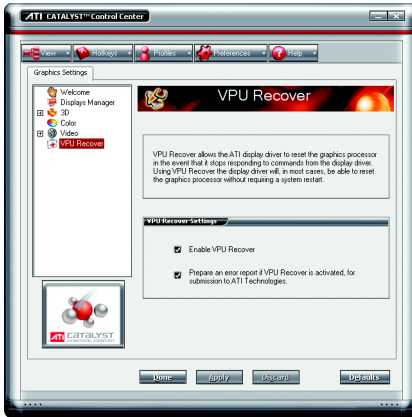 ATI CATALYST™ Control Center
View Hotkeys Profiles Preferences Help
Graphics Settings
Welcome
Displays Manager
3D
Color
Video
VPU Recover
VPU Recover
VPU Recover allows the ATI display driver to reset the graphics processor
in the event that it stops responding to commands from the display driver.
Using VPU Recover the display driver will, in most cases, be able to reset
the graphics processor without requiring a system restart.
VPU Recover Settings
Enable VPU Recover
Prepare an error report if VPU Recover is activated, for
submission to ATI Technologies.
ATI CATALYST
CONTROL CENTER
Done Apply Discard Defaults